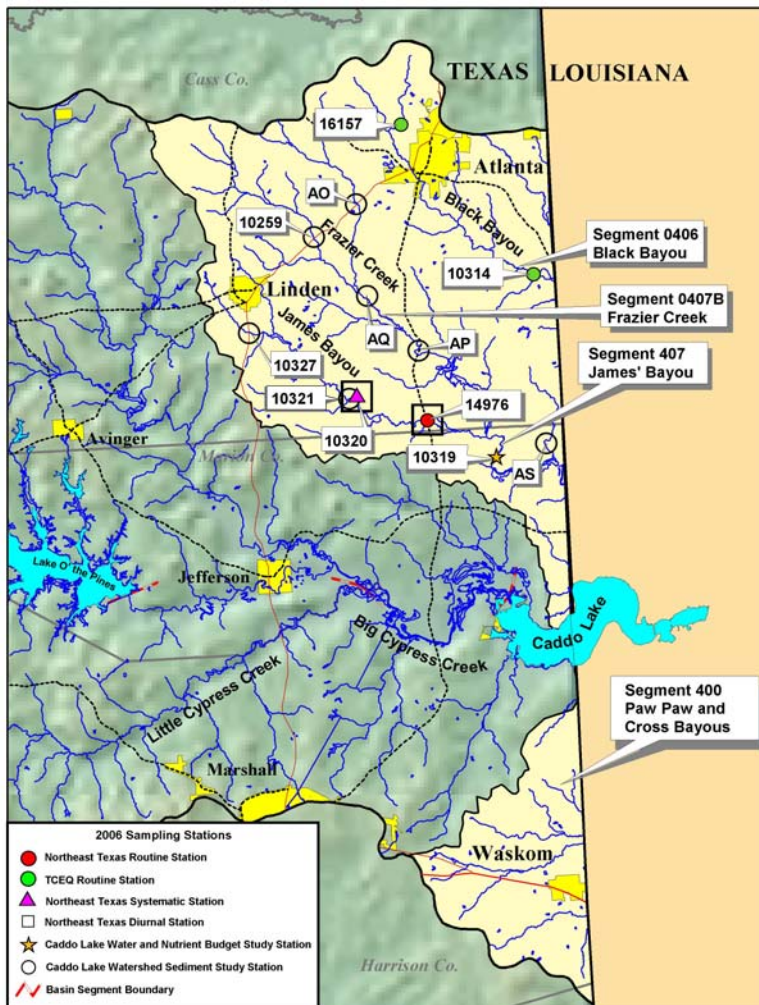 TEXAS LOUISIANA
Cass Co.
16157
Atlanta
AO
Black Bayou
10259
Frazier Creek
Segment 0406
Black Bayou
10314
Linden
Segment 0407B
Frazier Creek
AQ
AP
James Bayou
Segment 407
James' Bayou
10327
10321
14976
10320
10319
AS
Avinger
Marion Co.
Lake O' the Pines
Jefferson
Big Cypress Creek
Caddo Lake
Little Cypress Creek
Segment 400
Paw Paw and
Cross Bayous
Marshall
Waskom
Harrison Co.
2006 Sampling Stations
Northeast Texas Routine Station
TCEQ Routine Station
Northeast Texas Systematic Station
Northeast Texas Diurnal Station
Caddo Lake Water and Nutrient Budget Study Station
Caddo Lake Watershed Sediment Study Station
Basin Segment Boundary